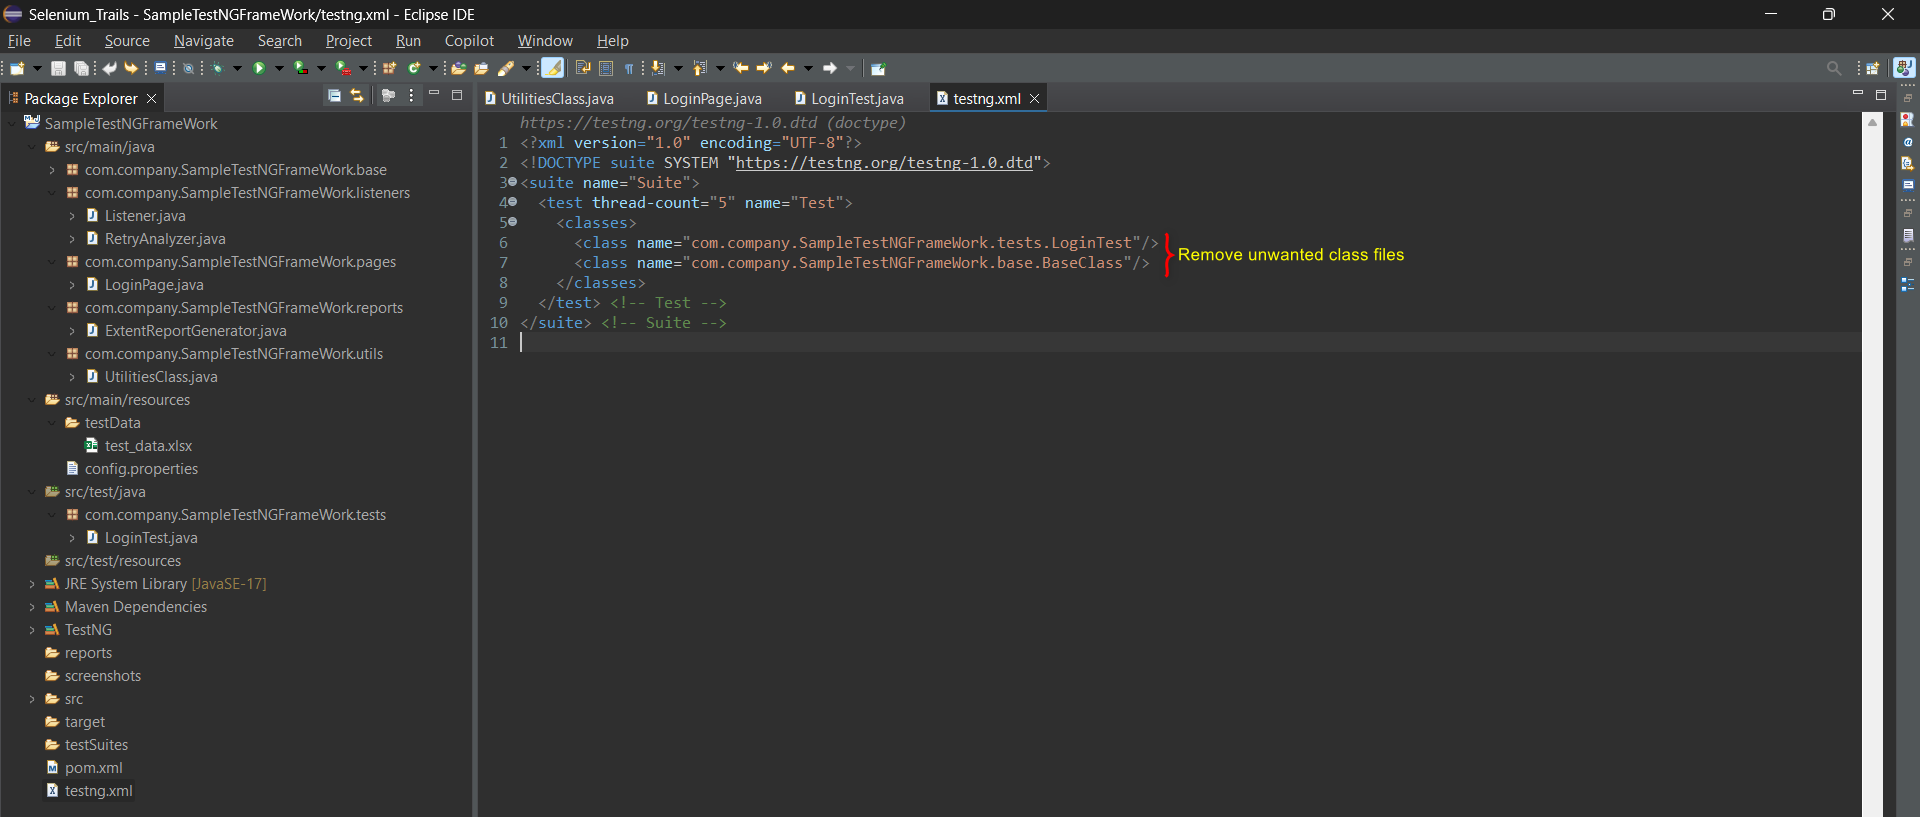 Selenium_Trails - SampleTestNGFrameWork/testng.xml - Eclipse IDE
File Edit Source Navigate Search Project Run Copilot Window Help
Package Explorer
UtilitiesClass.java LoginPage.java LoginTest.java testng.xml
SampleTestNGFrameWork
src/main/java
com.company.SampleTestNGFrameWork.base
com.company.SampleTestNGFrameWork.listeners
Listener.java
RetryAnalyzer.java
com.company.SampleTestNGFrameWork.pages
LoginPage.java
com.company.SampleTestNGFrameWork.reports
ExtentReportGenerator.java
com.company.SampleTestNGFrameWork.utils
UtilitiesClass.java
src/main/resources
testData
test_data.xlsx
config.properties
src/test/java
com.company.SampleTestNGFrameWork.tests
LoginTest.java
src/test/resources
JRE System Library [JavaSE-17]
Maven Dependencies
TestNG
reports
screenshots
src
target
testSuites
pom.xml
testng.xml
https://testng.org/testng-1.0.dtd (doctype)
1 <?xml version="1.0" encoding="UTF-8"?>
2 <!DOCTYPE suite SYSTEM "https://testng.org/testng-1.0.dtd">
3 <suite name="Suite">
4 <test thread-count="5" name="Test">
5 <classes>
6 <class name="com.company.SampleTestNGFrameWork.tests.LoginTest"/>
7 <class name="com.company.SampleTestNGFrameWork.base.BaseClass"/>
Remove unwanted class files
8 </classes>
9 </test> <!-- Test -->
10 </suite> <!-- Suite -->
11